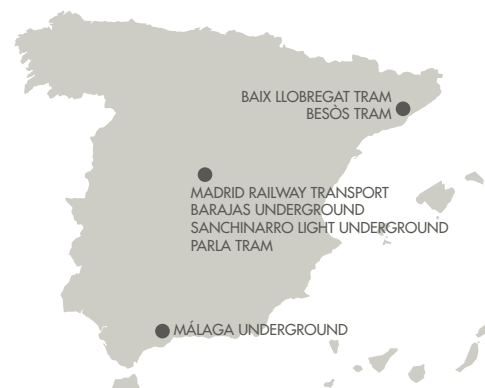 BAIX LLOBREGAT TRAM
BESÒS TRAM
MADRID RAILWAY TRANSPORT
BARAJAS UNDERGROUND
SANCHINARRO LIGHT UNDERGROUND
PARLA TRAM
MÁLAGA UNDERGROUND